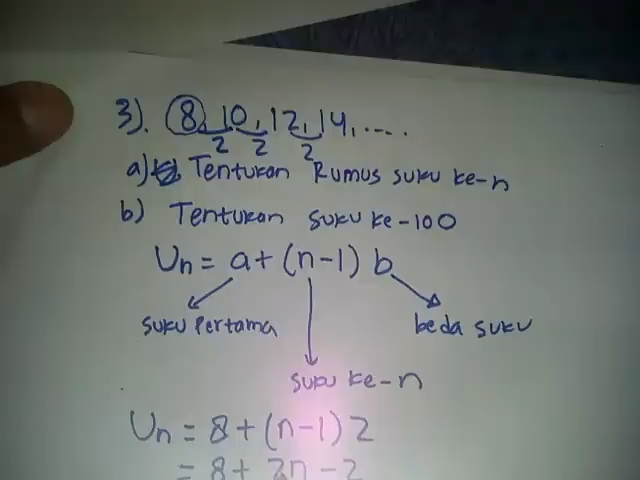 3). 8, 10, 12, 14, ....
2 2 2
a) Tentukan Rumus suku ke-n
b) Tentukan suku ke-100
Un = a + (n-1) b
suku Pertama
beda suku
suku ke-n
Un = 8 + (n-1) 2
= 8 + 2n - 2